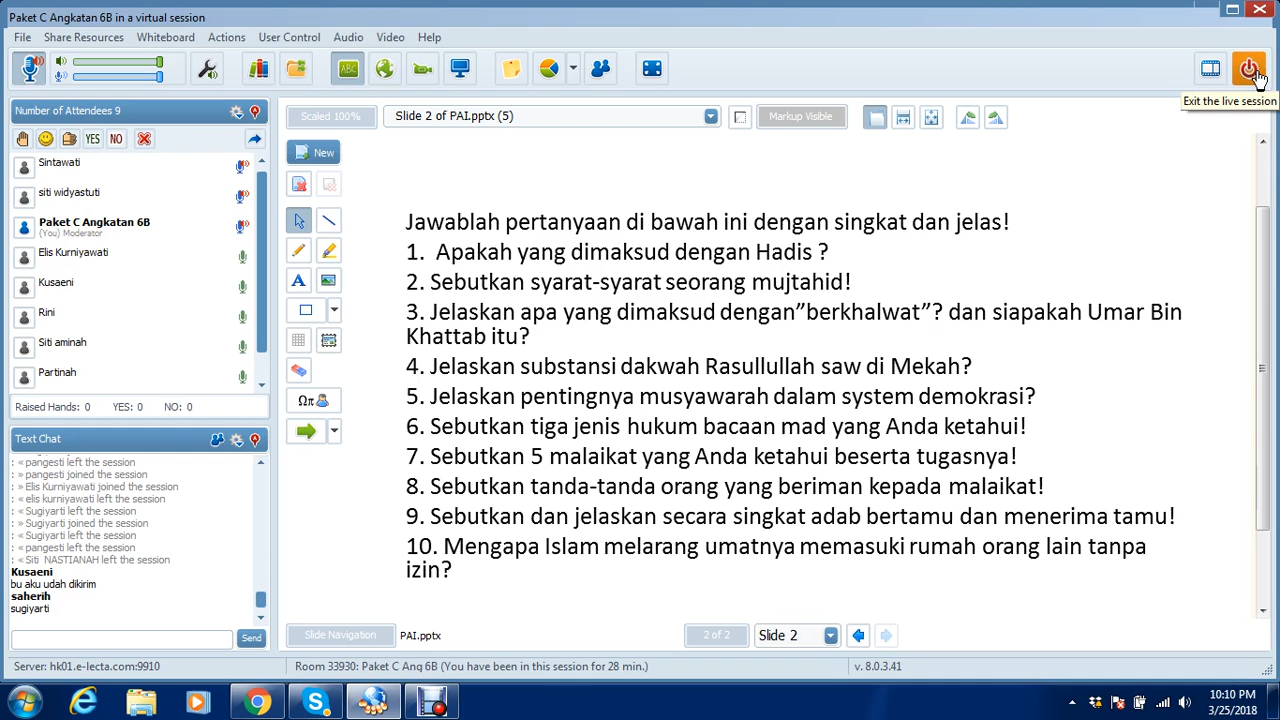 Paket C Angkatan 6B in a virtual session
File Share Resources Whiteboard Actions User Control Audio Video Help
ABC
Exit the live session
Number of Attendees 9
YES NO
Sintawati
siti widyastuti
Paket C Angkatan 6B
(You) Moderator
Elis Kurniyawati
Kusaeni
Rini
Siti aminah
Partinah
Raised Hands: 0 YES: 0 NO: 0
Text Chat
: « pangesti left the session
: » pangesti joined the session
: » Elis Kurniyawati joined the session
: « elis kurniyawati left the session
: « Sugiyarti left the session
: » Sugiyarti joined the session
: « Sugiyarti left the session
: « pangesti left the session
: « Siti NASTIANAH left the session
Kusaeni
bu aku udah dikirim
saherih
sugiyarti
Send
Scaled 100% Slide 2 of PAI.pptx (5) Markup Visible
New
A
Ωπ
Jawablah pertanyaan di bawah ini dengan singkat dan jelas!
1. Apakah yang dimaksud dengan Hadis ?
2. Sebutkan syarat-syarat seorang mujtahid!
3. Jelaskan apa yang dimaksud dengan”berkhalwat”? dan siapakah Umar Bin
Khattab itu?
4. Jelaskan substansi dakwah Rasullullah saw di Mekah?
5. Jelaskan pentingnya musyawarah dalam system demokrasi?
6. Sebutkan tiga jenis hukum bacaan mad yang Anda ketahui!
7. Sebutkan 5 malaikat yang Anda ketahui beserta tugasnya!
8. Sebutkan tanda-tanda orang yang beriman kepada malaikat!
9. Sebutkan dan jelaskan secara singkat adab bertamu dan menerima tamu!
10. Mengapa Islam melarang umatnya memasuki rumah orang lain tanpa
izin?
Slide Navigation PAI.pptx 2 of 2 Slide 2
Server: hk01.e-lecta.com:9910 Room 33930: Paket C Ang 6B (You have been in this session for 28 min.) v. 8.0.3.41
10:10 PM
3/25/2018